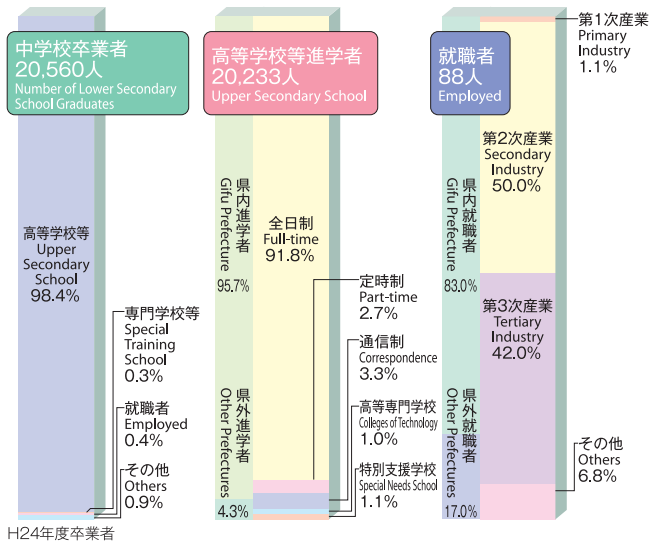 中学校卒業者
20,560人
Number of Lower Secondary
School Graduates
高等学校等
Upper
Secondary
School
98.4%
専門学校等
Special
Training
School
0.3%
就職者
Employed
0.4%
その他
Others
0.9%
H24年度卒業者
高等学校等進学者
20,233人
Upper Secondary School
県内進学者
Gifu Prefecture
95.7%
県外進学者
Other Prefectures
4.3%
全日制
Full-time
91.8%
定時制
Part-time
2.7%
通信制
Correspondence
3.3%
高等専門学校
Colleges of Technology
1.0%
特別支援学校
Special Needs School
1.1%
就職者
88人
Employed
県内就職者
Gifu Prefecture
83.0%
県外就職者
Other Prefectures
17.0%
第1次産業
Primary
Industry
1.1%
第2次産業
Secondary
Industry
50.0%
第3次産業
Tertiary
Industry
42.0%
その他
Others
6.8%